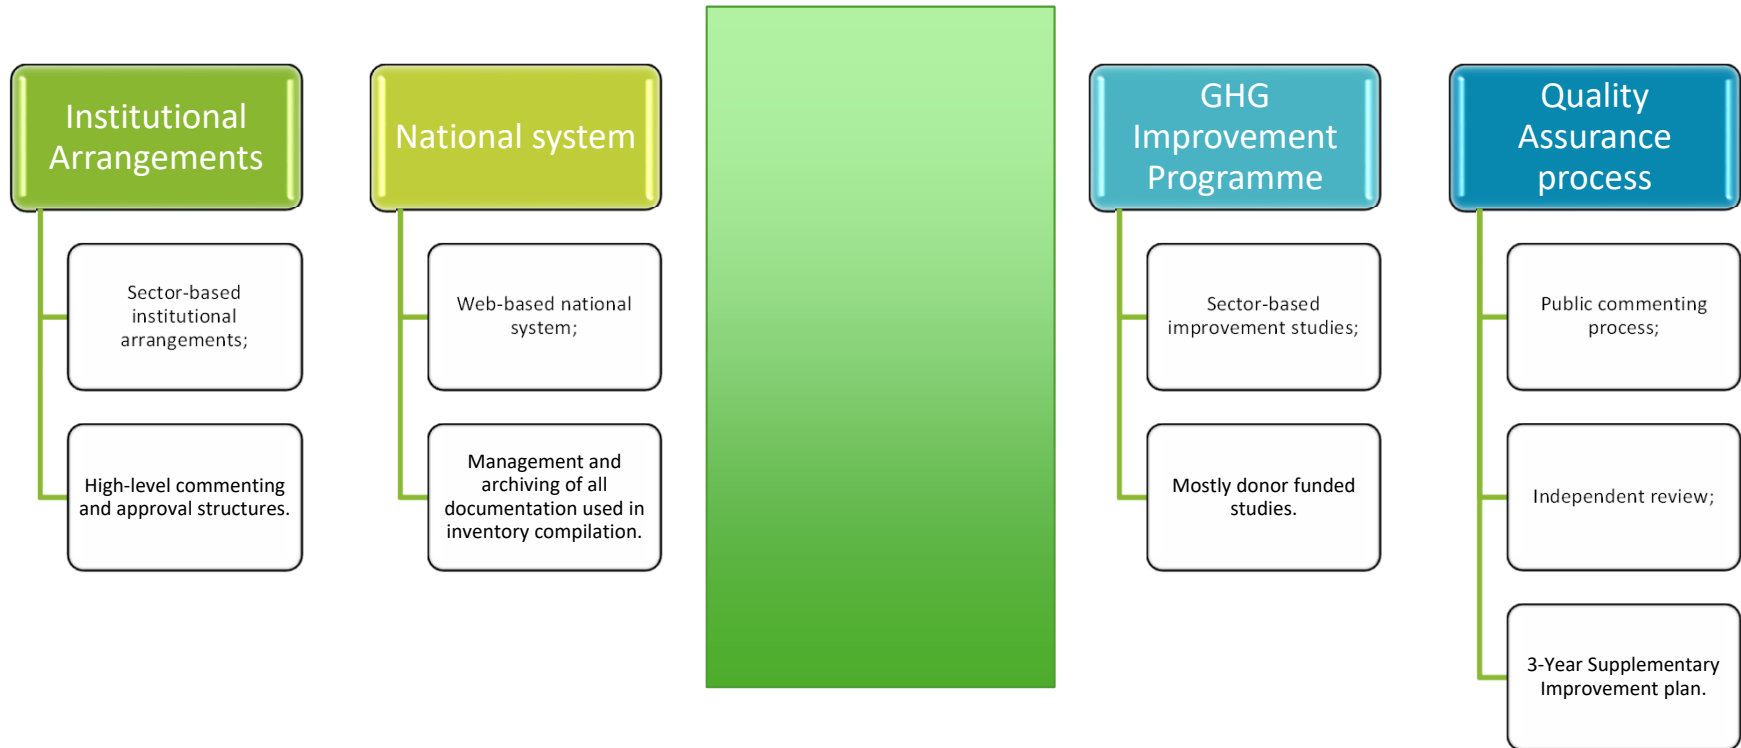 Institutional
Arrangements
Sector-based
institutional
arrangements;
High-level commenting
and approval structures.
National system
Web-based national
system;
Management and
archiving of all
documentation used in
inventory compilation.
GHG
Improvement
Programme
Sector-based
improvement studies;
Mostly donor funded
studies.
Quality
Assurance
process
Public commenting
process;
Independent review;
3-Year Supplementary
Improvement plan.